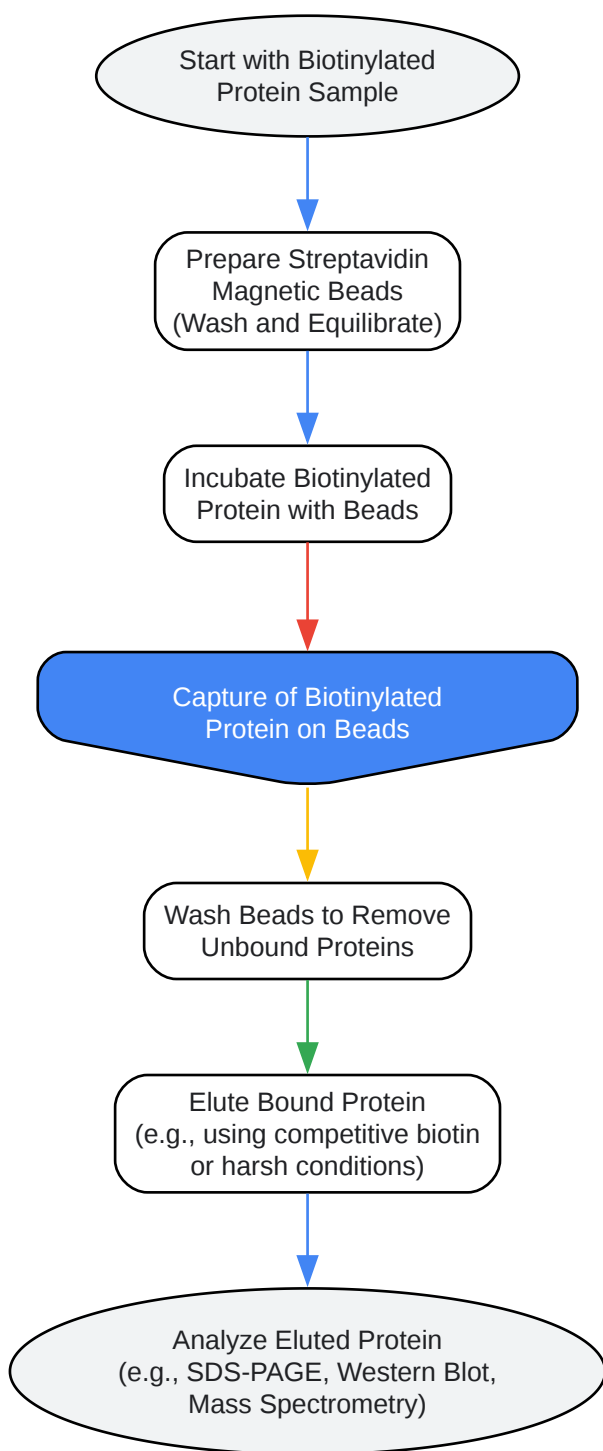 Start with Biotinylated
Protein Sample
Prepare Streptavidin
Magnetic Beads
(Wash and Equilibrate)
Incubate Biotinylated
Protein with Beads
Capture of Biotinylated
Protein on Beads
Wash Beads to Remove
Unbound Proteins
Elute Bound Protein
(e.g., using competitive biotin
or harsh conditions)
Analyze Eluted Protein
(e.g., SDS-PAGE, Western Blot,
Mass Spectrometry)